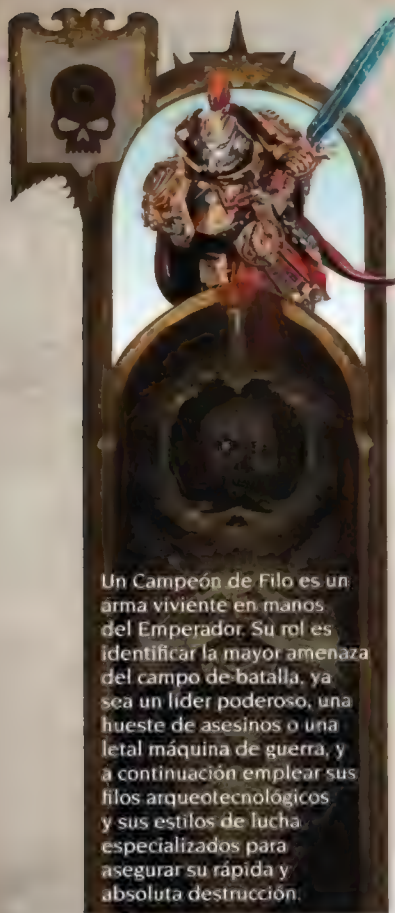 Un Campeón de Filo es un
arma viviente en manos
del Emperador. Su rol es
identificar la mayor amenaza
del campo de batalla, ya
sea un líder poderoso, una
hueste de asesinos o una
letal máquina de guerra, y
a continuación emplear sus
filos arqueotecnológicos
y sus estilos de lucha
especializados para
asegurar su rápida y
absoluta destrucción.